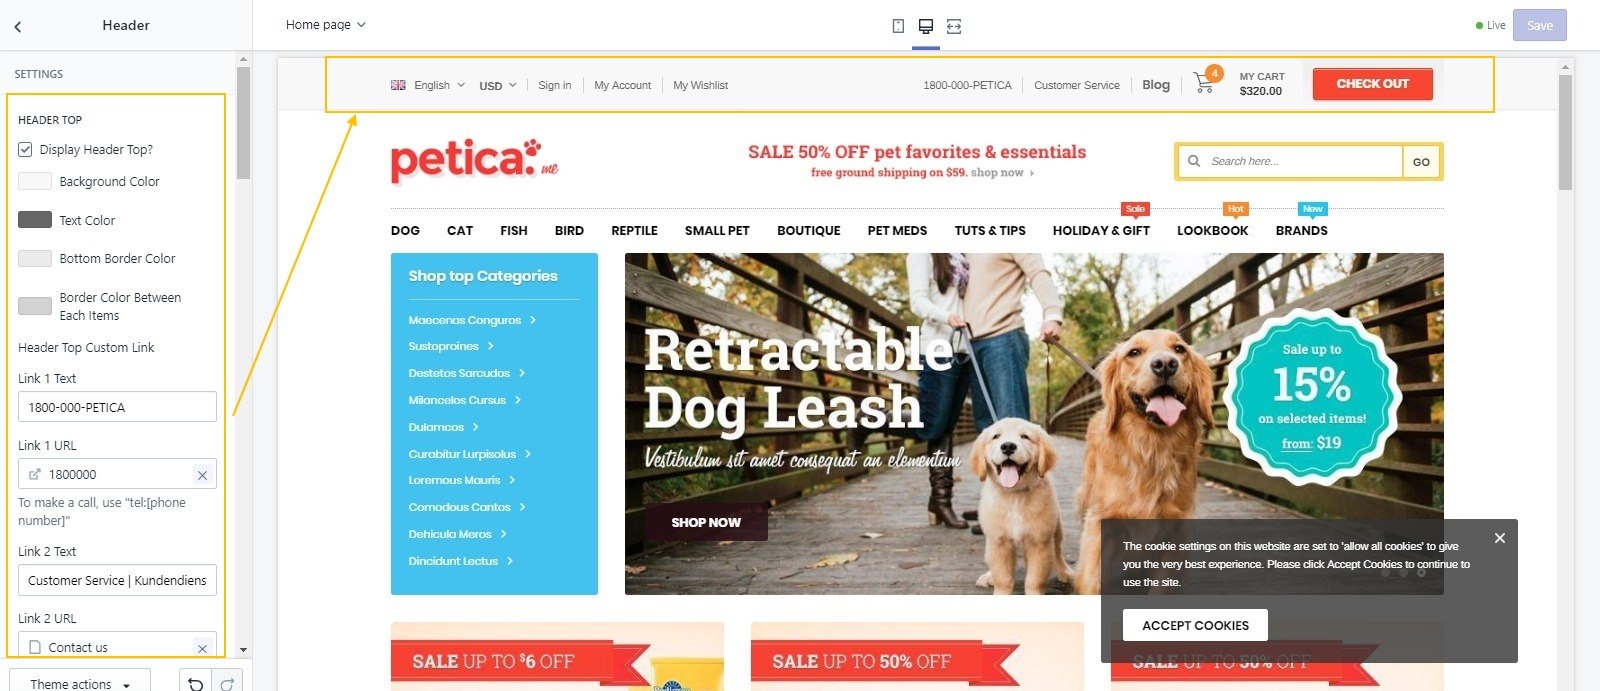 Header
Home page
Live
Save
SETTINGS
HEADER TOP
Display Header Top?
Background Color
Text Color
Bottom Border Color
Border Color Between
Each Items
Header Top Custom Link
Link 1 Text
1800-000-PETICA
Link 1 URL
1800000
To make a call, use "tel:[phone
number]"
Link 2 Text
Customer Service | Kundendiens
Link 2 URL
Contact us
Theme actions
English
USD
Sign in
My Account
My Wishlist
1800-000-PETICA
Customer Service
Blog
4
MY CART
$320.00
CHECK OUT
petica.me
SALE 50% OFF pet favorites & essentials
free ground shipping on $59. shop now
Search here...
GO
Sale
Hot
New
DOG
CAT
FISH
BIRD
REPTILE
SMALL PET
BOUTIQUE
PET MEDS
TUTS & TIPS
HOLIDAY & GIFT
LOOKBOOK
BRANDS
Shop top Categories
Maecenas Conguros
Sustoproines
Destetos Sarcudos
Milancelos Cursus
Dulamcos
Curabitur Lurpisolus
Loremous Mauris
Comodous Cantos
Dehicula Meros
Dincidunt Lectus
Retractable
Dog Leash
Vestibulum sit amet consequat an elementum
SHOP NOW
Sale up to
15%
on selected items!
from: $19
The cookie settings on this website are set to 'allow all cookies' to give
you the very best experience. Please click Accept Cookies to continue to
use the site.
ACCEPT COOKIES
SALE UP TO $6 OFF
SALE UP TO 50% OFF
SALE UP TO 50% OFF